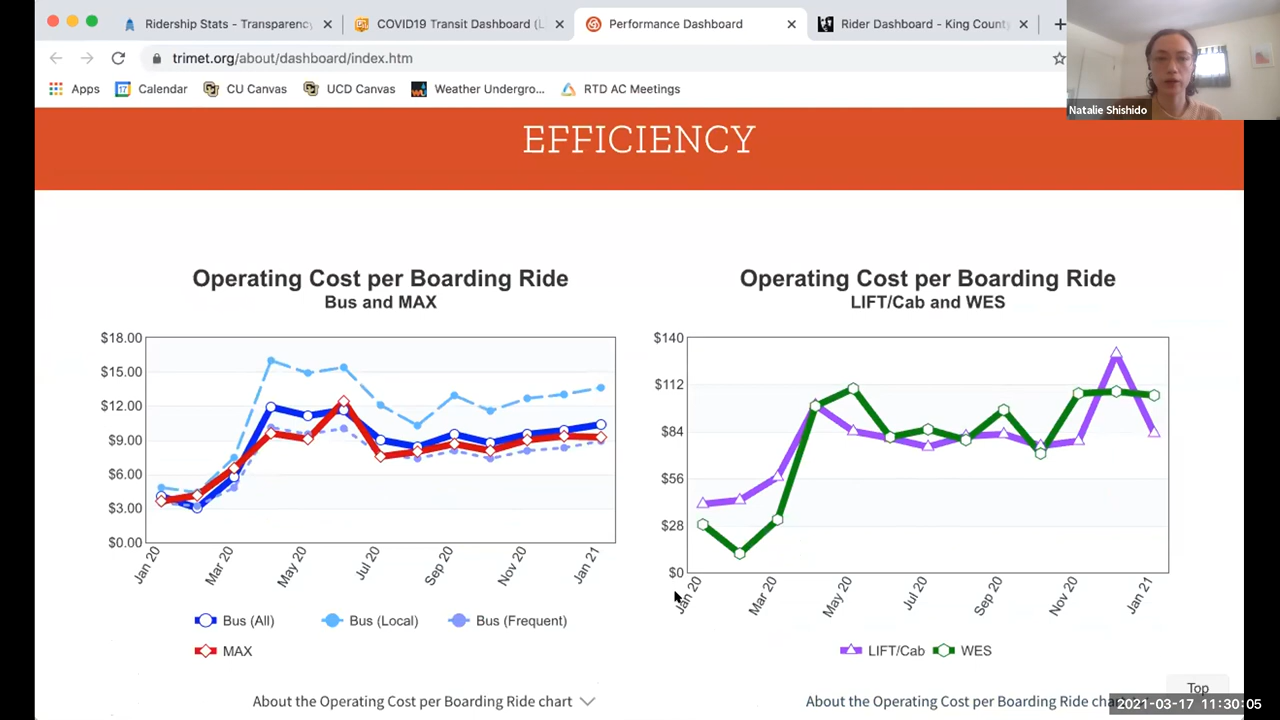 Ridership Stats - Transparency
COVID19 Transit Dashboard (L
Performance Dashboard
Rider Dashboard - King County
trimet.org/about/dashboard/index.htm
Apps
17
Calendar
CU Canvas
UCD Canvas
Weather Undergro...
RTD AC Meetings
Natalie Shishido
EFFICIENCY
Operating Cost per Boarding Ride
Bus and MAX
$18.00
$15.00
$12.00
$9.00
$6.00
$3.00
$0.00
Jan 20
Mar 20
May 20
Jul 20
Sep 20
Nov 20
Jan 21
Bus (All)
Bus (Local)
Bus (Frequent)
MAX
About the Operating Cost per Boarding Ride chart
Operating Cost per Boarding Ride
LIFT/Cab and WES
$140
$112
$84
$56
$28
$0
Jan 20
Mar 20
May 20
Jul 20
Sep 20
Nov 20
Jan 21
LIFT/Cab
WES
About the Operating Cost per Boarding Ride chart
Top
2021-03-17 11:30:05